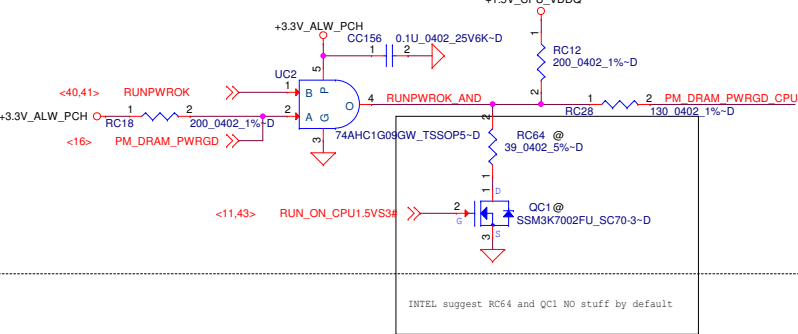 +1.5V_CPU_VDDQ
+3.3V_ALW_PCH
CC156 0.1U_0402_25V6K~D
1 2
1
RC12
200_0402_1%~D
2
5
UC2
<40,41> RUNPWROK
1 B P
O 4 RUNPWROK_AND
+3.3V_ALW_PCH 1 2
RC18 200_0402_1%~D
2 A G
3
74AHC1G09GW_TSSOP5~D
<16> PM_DRAM_PWRGD
1 2 PM_DRAM_PWRGD_CPU
RC28 130_0402_1%~D
2
RC64 @
39_0402_5%~D
1
1 D
<11,43> RUN_ON_CPU1.5VS3# 2 G
QC1@
SSM3K7002FU_SC70-3~D
3 S
INTEL suggest RC64 and QC1 NO stuff by default